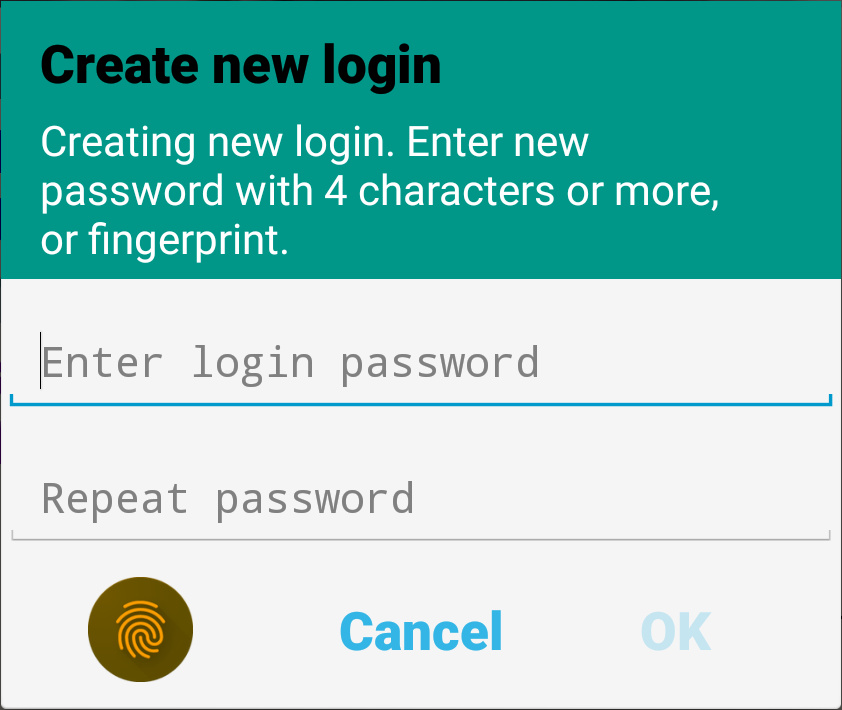 Create new login
Creating new login. Enter new
password with 4 characters or more,
or fingerprint.
Enter login password
Repeat password
Cancel OK